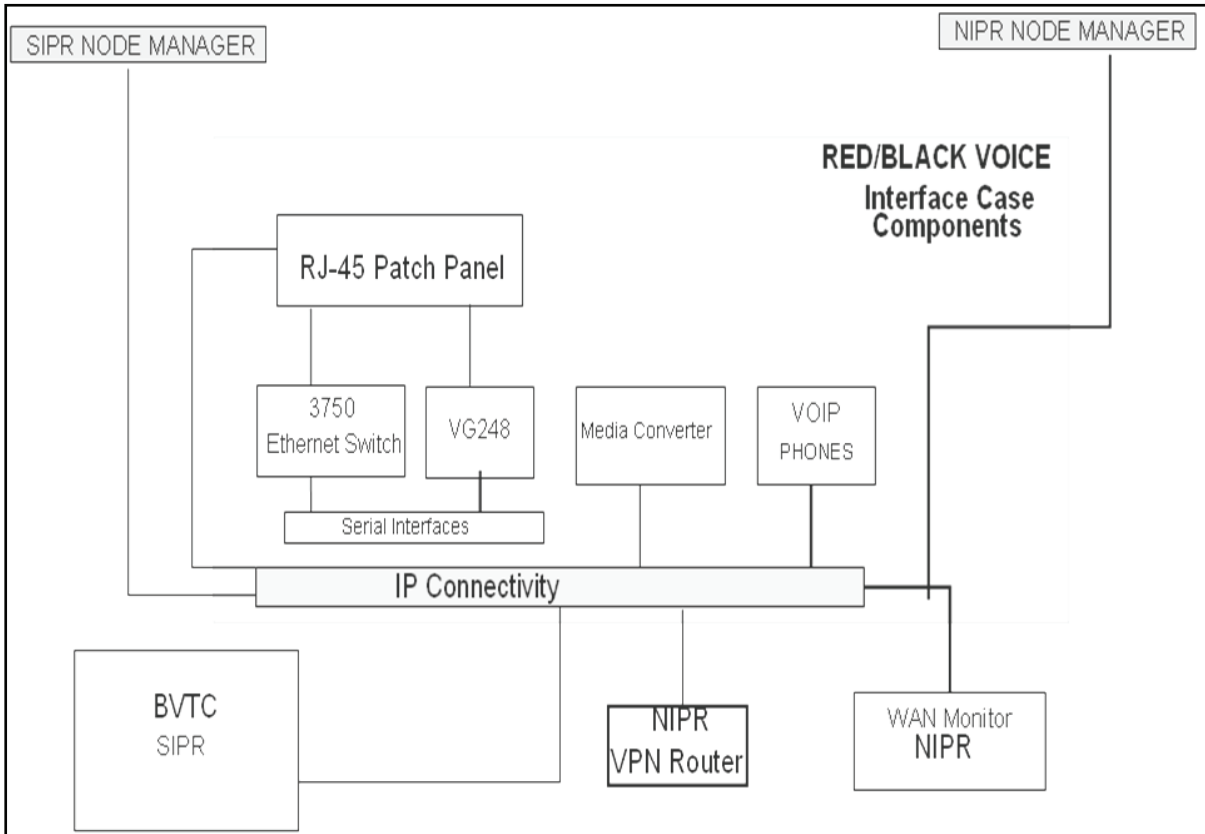 SIPR NODE MANAGER
NIPR NODE MANAGER
RED/BLACK VOICE
Interface Case
Components
RJ-45 Patch Panel
3750
Ethernet Switch
VG248
Media Converter
VOIP
PHONES
Serial Interfaces
IP Connectivity
BVTC
SIPR
NIPR
VPN Router
WAN Monitor
NIPR